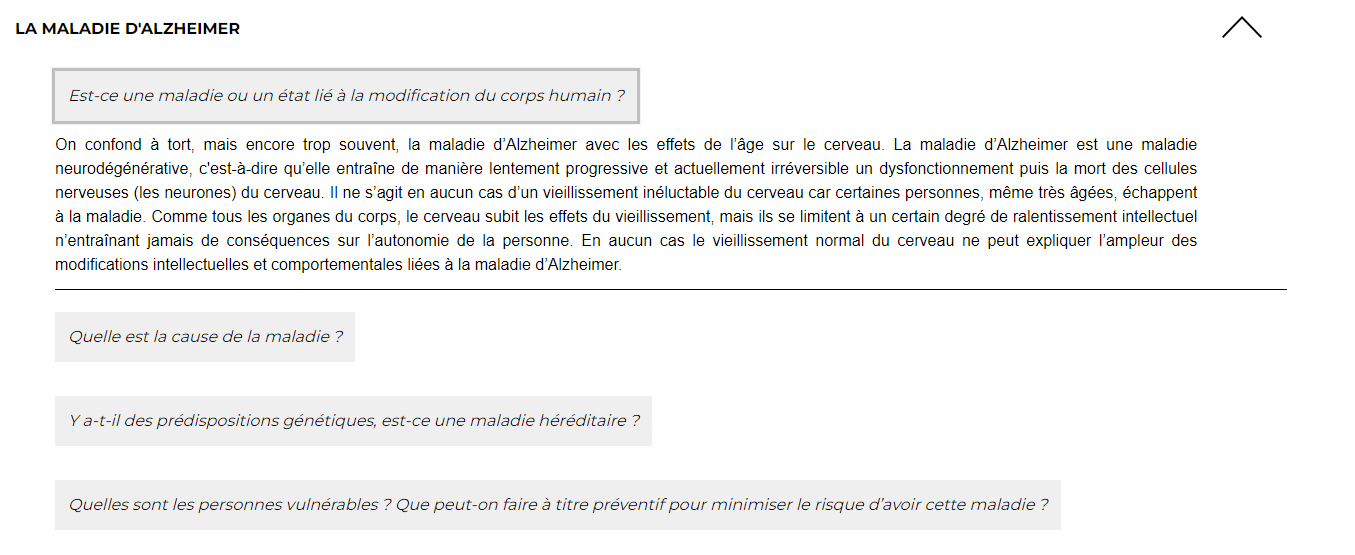 LA MALADIE D'ALZHEIMER
Est-ce une maladie ou un état lié à la modification du corps humain ?
On confond à tort, mais encore trop souvent, la maladie d’Alzheimer avec les effets de l’âge sur le cerveau. La maladie d’Alzheimer est une maladie
neurodégénérative, c'est-à-dire qu’elle entraîne de manière lentement progressive et actuellement irréversible un dysfonctionnement puis la mort des cellules
nerveuses (les neurones) du cerveau. Il ne s’agit en aucun cas d’un vieillissement inéluctable du cerveau car certaines personnes, même très âgées, échappent
à la maladie. Comme tous les organes du corps, le cerveau subit les effets du vieillissement, mais ils se limitent à un certain degré de ralentissement intellectuel
n’entraînant jamais de conséquences sur l’autonomie de la personne. En aucun cas le vieillissement normal du cerveau ne peut expliquer l’ampleur des
modifications intellectuelles et comportementales liées à la maladie d’Alzheimer.
Quelle est la cause de la maladie ?
Y a-t-il des prédispositions génétiques, est-ce une maladie héréditaire ?
Quelles sont les personnes vulnérables ? Que peut-on faire à titre préventif pour minimiser le risque d’avoir cette maladie ?